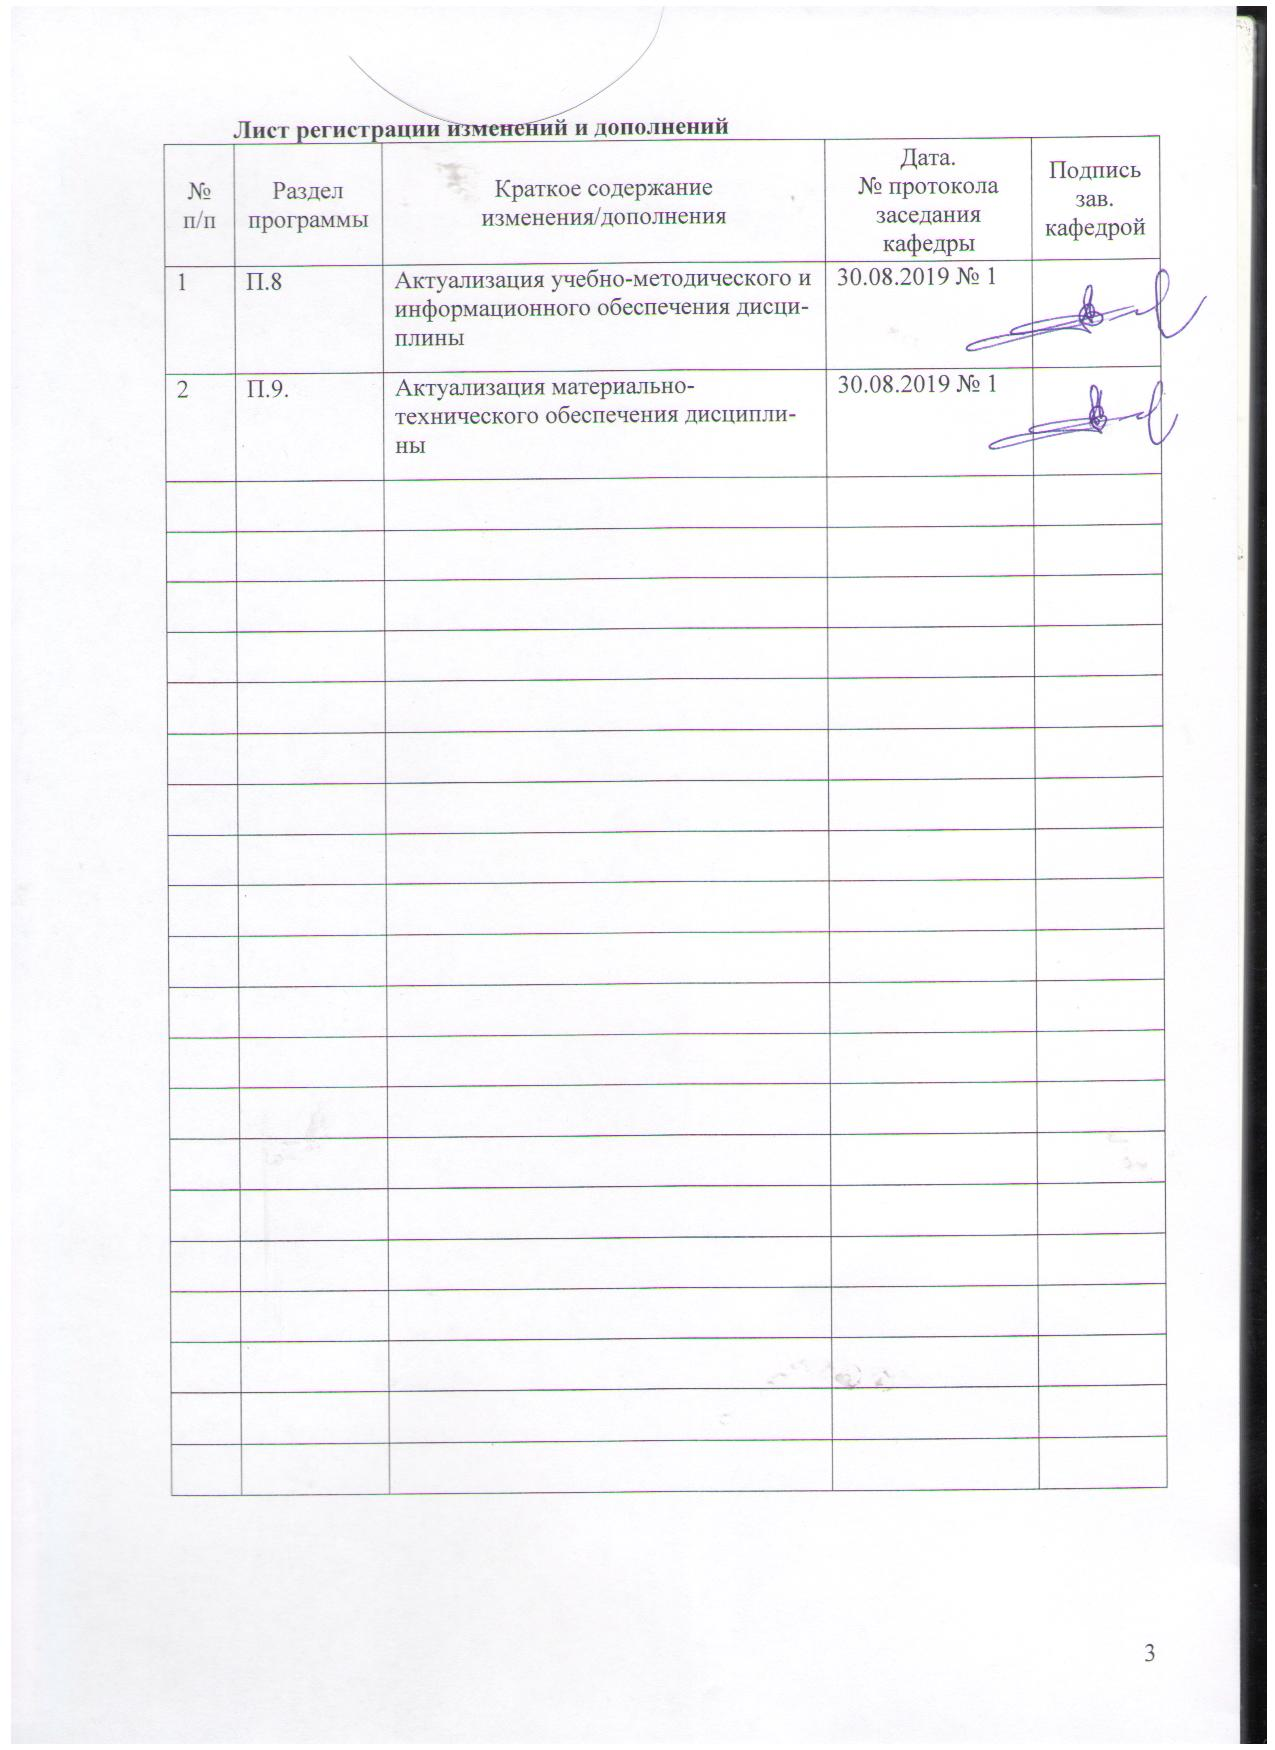 Лист регистрации изменений и дополнений
№
п/п
Раздел
программы
Краткое содержание
изменения/дополнения
Дата.
№ протокола
заседания
кафедры
Подпись
зав.
кафедрой
1
П.8
Актуализация учебно-методического и
информационного обеспечения дисци-
плины
30.08.2019 № 1
2
П.9.
Актуализация материально-
технического обеспечения дисципли-
ны
30.08.2019 № 1
3